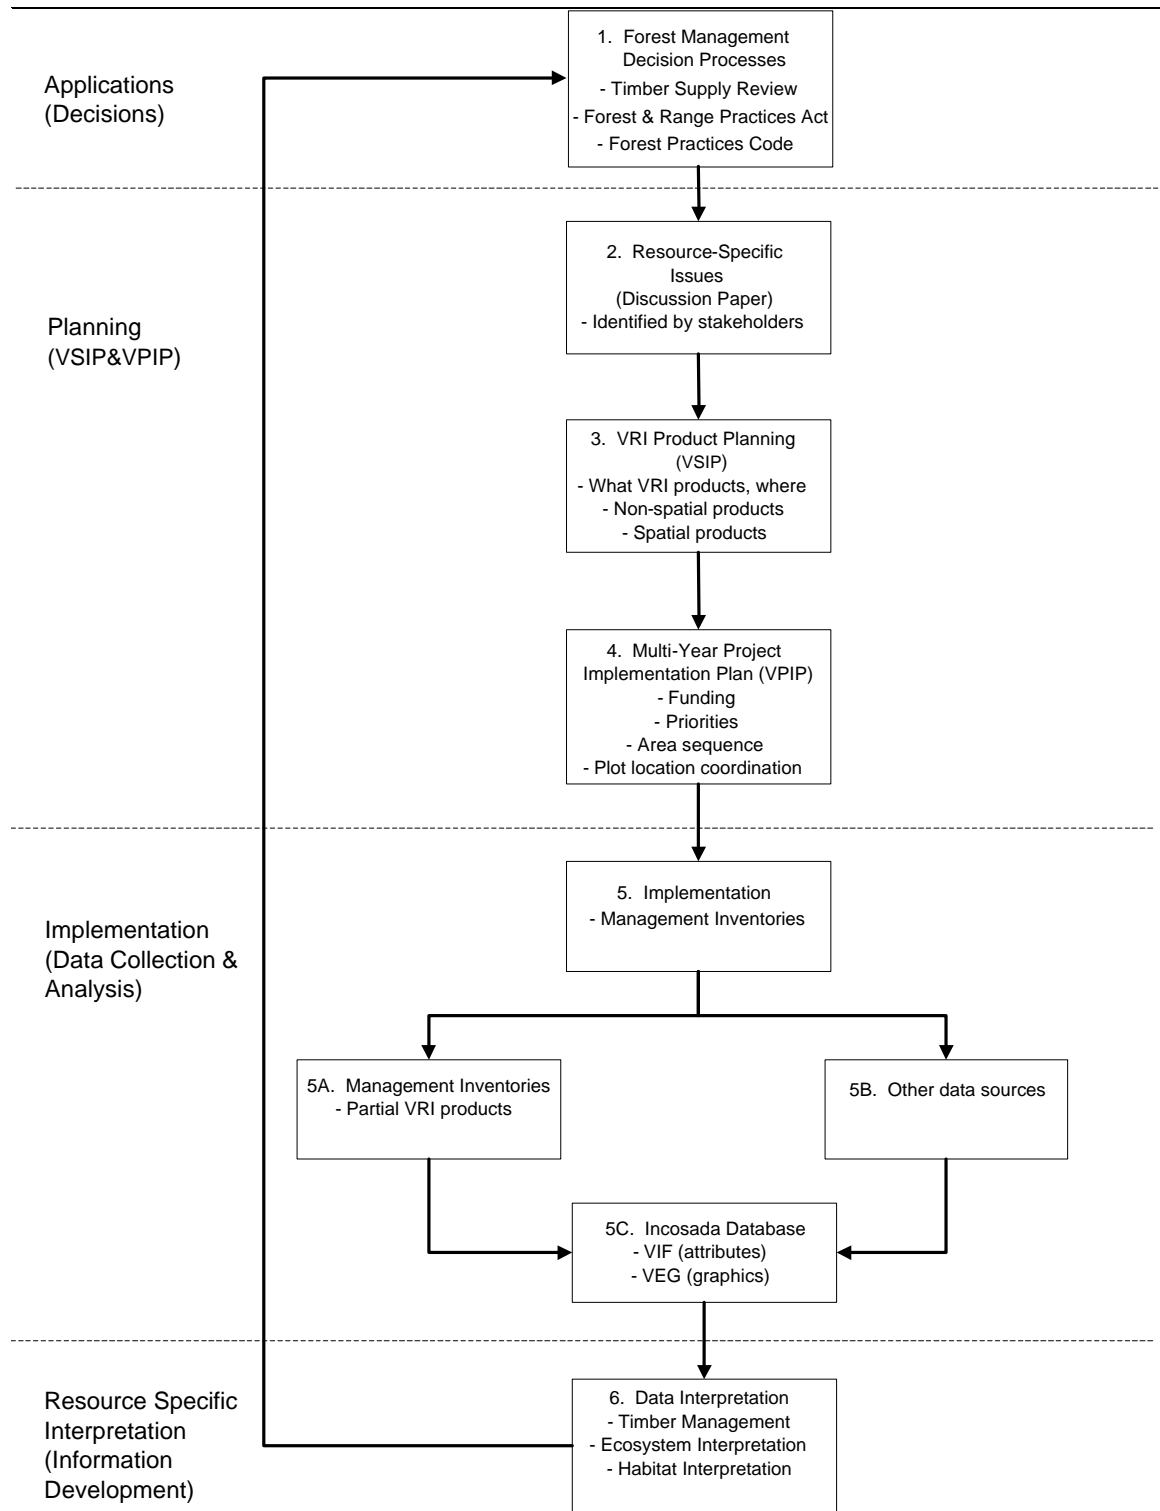 Applications
(Decisions)
1. Forest Management
Decision Processes
- Timber Supply Review
- Forest & Range Practices Act
- Forest Practices Code
Planning
(VSIP&VPIP)
2. Resource-Specific
Issues
(Discussion Paper)
- Identified by stakeholders
3. VRI Product Planning
(VSIP)
- What VRI products, where
- Non-spatial products
- Spatial products
4. Multi-Year Project
Implementation Plan (VPIP)
- Funding
- Priorities
- Area sequence
- Plot location coordination
Implementation
(Data Collection &
Analysis)
5. Implementation
- Management Inventories
5A. Management Inventories
- Partial VRI products
5B. Other data sources
5C. Incosada Database
- VIF (attributes)
- VEG (graphics)
Resource Specific
Interpretation
(Information
Development)
6. Data Interpretation
- Timber Management
- Ecosystem Interpretation
- Habitat Interpretation